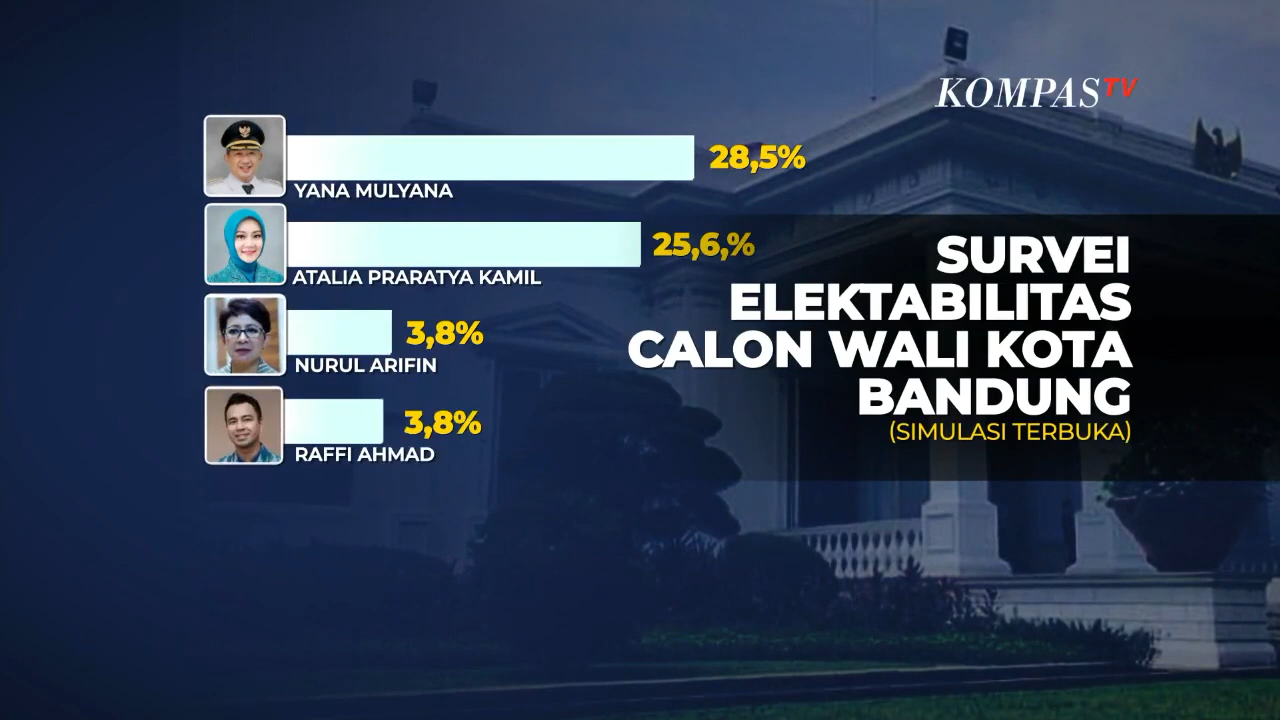 KOMPASTV
28,5%
YANA MULYANA
25,6,%
ATALIA PRARATYA KAMIL
3,8%
NURUL ARIFIN
3,8%
RAFFI AHMAD
SURVEI
ELEKTABILITAS
CALON WALI KOTA
BANDUNG
(SIMULASI TERBUKA)